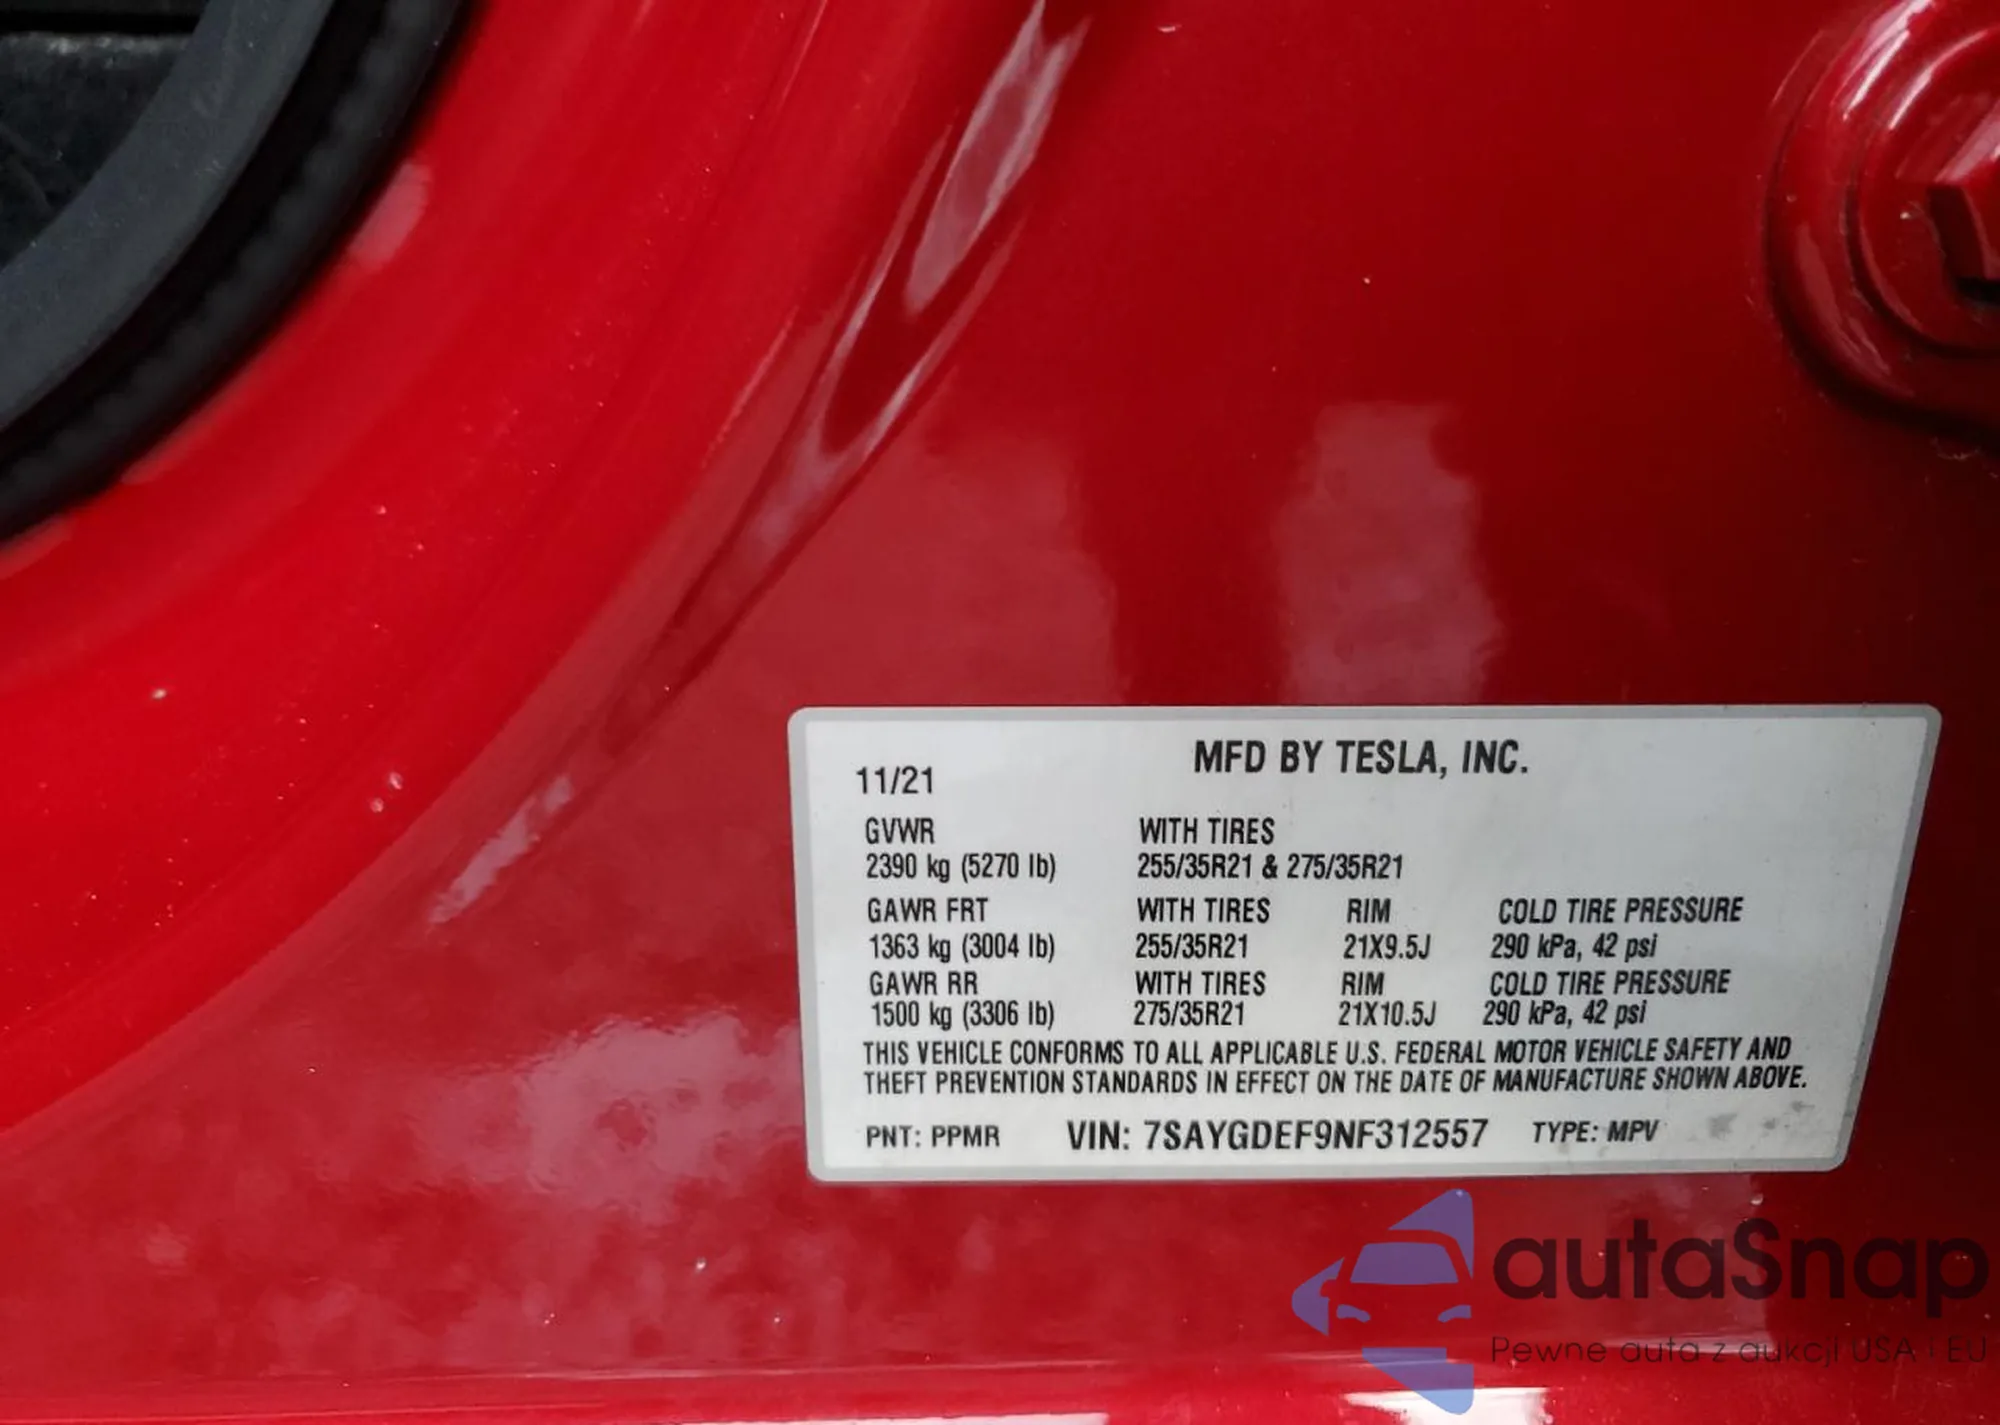 MFD BY TESLA, INC.
11/21
GVWR WITH TIRES
2390 kg (5270 lb) 255/35R21 & 275/35R21
GAWR FRT WITH TIRES RIM COLD TIRE PRESSURE
1363 kg (3004 lb) 255/35R21 21X9.5J 290 kPa, 42 psi
GAWR RR WITH TIRES RIM COLD TIRE PRESSURE
1500 kg (3306 lb) 275/35R21 21X10.5J 290 kPa, 42 psi
THIS VEHICLE CONFORMS TO ALL APPLICABLE U.S. FEDERAL MOTOR VEHICLE SAFETY AND
THEFT PREVENTION STANDARDS IN EFFECT ON THE DATE OF MANUFACTURE SHOWN ABOVE.
PNT: PPMR VIN: 7SAYGDEF9NF312557 TYPE: MPV
autaSnap
Pewne auta z aukcji USA i EU